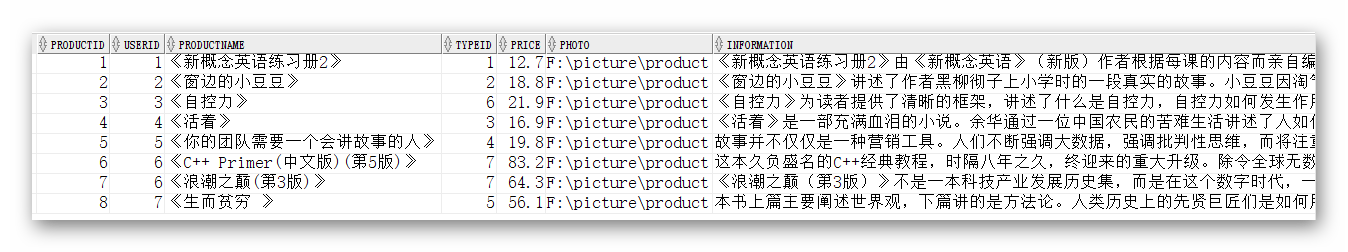 PRODUCTID USERID PRODUCTNAME TYPEID PRICE PHOTO INFORMATION
1 1 《新概念英语练习册2》 1 12.7 F:\picture\product 《新概念英语练习册2》由《新概念英语》（新版）作者根据每课的内容而亲自编
2 2 《窗边的小豆豆》 2 18.8 F:\picture\product 《窗边的小豆豆》讲述了作者黑柳彻子上小学时的一段真实的故事。小豆豆因淘气
3 3 《自控力》 6 21.9 F:\picture\product 《自控力》为读者提供了清晰的框架，讲述了什么是自控力，自控力如何发生作用
4 4 《活着》 3 16.9 F:\picture\product 《活着》是一部充满血泪的小说。余华通过一位中国农民的苦难生活讲述了人如何
5 5 《你的团队需要一个会讲故事的人》 4 19.8 F:\picture\product 故事并不仅仅是一种营销工具。人们不断强调大数据，强调批判性思维，而将注重
6 6 《C++ Primer(中文版)(第5版)》 7 83.2 F:\picture\product 这本久负盛名的C++经典教程，时隔八年之久，终迎来的重大升级。除令全球无数
7 6 《浪潮之巅(第3版)》 7 64.3 F:\picture\product 《浪潮之巅（第3版）》不是一本科技产业发展历史集，而是在这个数字时代，一
8 7 《生而贫穷 》 5 56.1 F:\picture\product 本书上篇主要阐述世界观，下篇讲的是方法论。人类历史上的先贤巨匠们是如何用